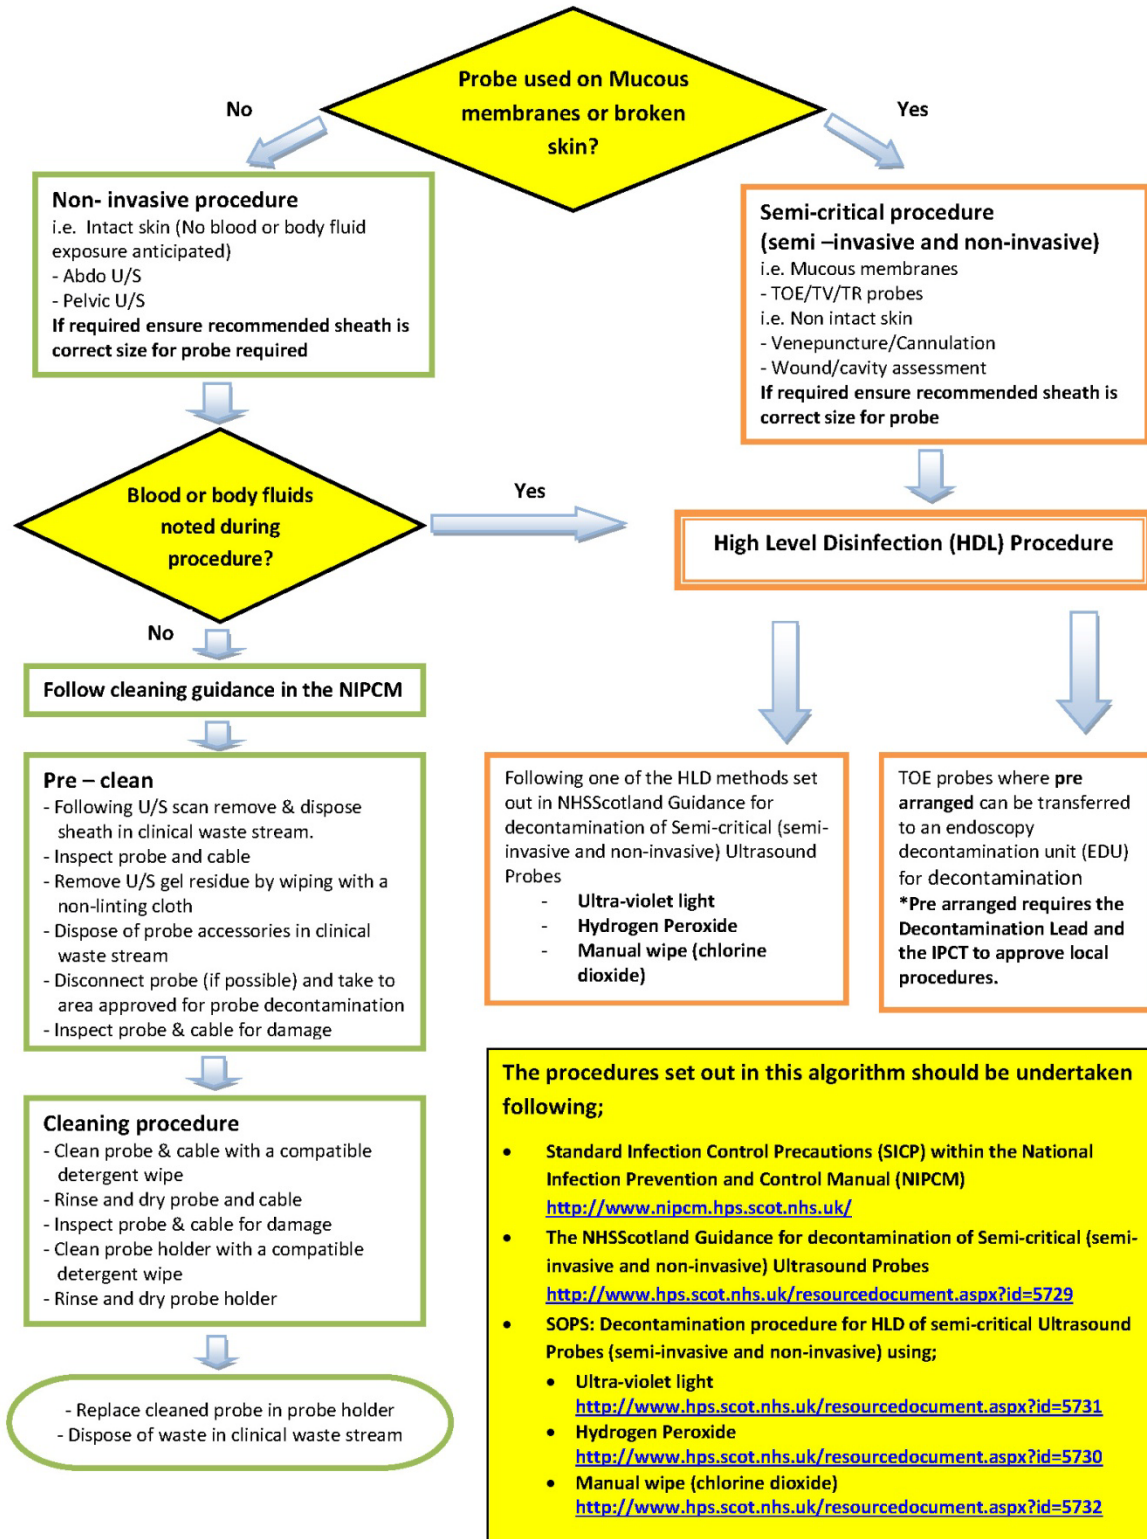 Probe used on Mucous
membranes or broken
skin?
No
Yes
Non- invasive procedure
i.e. Intact skin (No blood or body fluid
exposure anticipated)
- Abdo U/S
- Pelvic U/S
If required ensure recommended sheath is
correct size for probe required
Semi-critical procedure
(semi –invasive and non-invasive)
i.e. Mucous membranes
- TOE/TV/TR probes
i.e. Non intact skin
- Venepuncture/Cannulation
- Wound/cavity assessment
If required ensure recommended sheath is
correct size for probe
Blood or body fluids
noted during
procedure?
Yes
No
High Level Disinfection (HDL) Procedure
Follow cleaning guidance in the NIPCM
Pre – clean
- Following U/S scan remove & dispose
sheath in clinical waste stream.
- Inspect probe and cable
- Remove U/S gel residue by wiping with a
non-linting cloth
- Dispose of probe accessories in clinical
waste stream
- Disconnect probe (if possible) and take to
area approved for probe decontamination
- Inspect probe & cable for damage
Following one of the HLD methods set
out in NHSScotland Guidance for
decontamination of Semi-critical (semi-
invasive and non-invasive) Ultrasound
Probes
- Ultra-violet light
- Hydrogen Peroxide
- Manual wipe (chlorine
dioxide)
TOE probes where pre
arranged can be transferred
to an endoscopy
decontamination unit (EDU)
for decontamination
*Pre arranged requires the
Decontamination Lead and
the IPCT to approve local
procedures.
Cleaning procedure
- Clean probe & cable with a compatible
detergent wipe
- Rinse and dry probe and cable
- Inspect probe & cable for damage
- Clean probe holder with a compatible
detergent wipe
- Rinse and dry probe holder
- Replace cleaned probe in probe holder
- Dispose of waste in clinical waste stream
The procedures set out in this algorithm should be undertaken
following;
• Standard Infection Control Precautions (SICP) within the National
Infection Prevention and Control Manual (NIPCM)
http://www.nipcm.hps.scot.nhs.uk/
• The NHSScotland Guidance for decontamination of Semi-critical (semi-
invasive and non-invasive) Ultrasound Probes
http://www.hps.scot.nhs.uk/resourcedocument.aspx?id=5729
• SOPS: Decontamination procedure for HLD of semi-critical Ultrasound
Probes (semi-invasive and non-invasive) using;
• Ultra-violet light
http://www.hps.scot.nhs.uk/resourcedocument.aspx?id=5731
• Hydrogen Peroxide
http://www.hps.scot.nhs.uk/resourcedocument.aspx?id=5730
• Manual wipe (chlorine dioxide)
http://www.hps.scot.nhs.uk/resourcedocument.aspx?id=5732